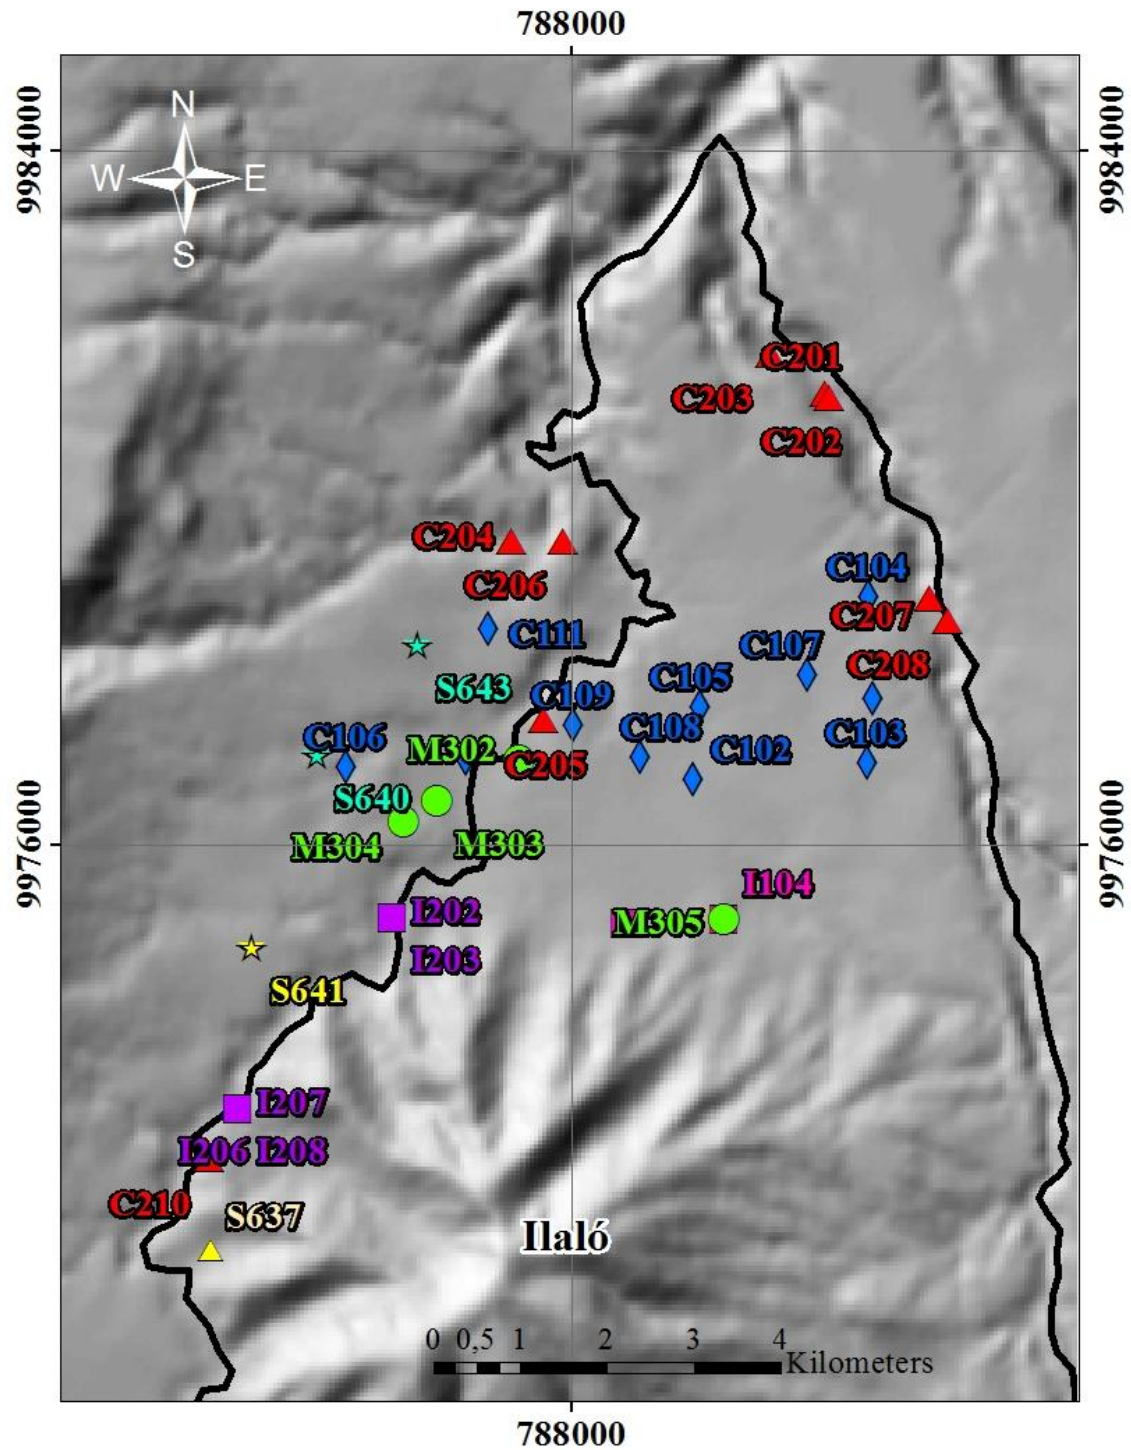 788000
9984000
9984000
N
W E
S
C201
C203
C202
C204
C206
C104
C207
C111
C107
C208
S643
C105
C109
C106
M302
C108
C102
C103
C205
S640
M304
M303
I104
I202
M305
I203
S641
9976000
9976000
I207
I206 I208
C210
S637
Ilaló
0 0,5 1 2 3 4
Kilometers
788000